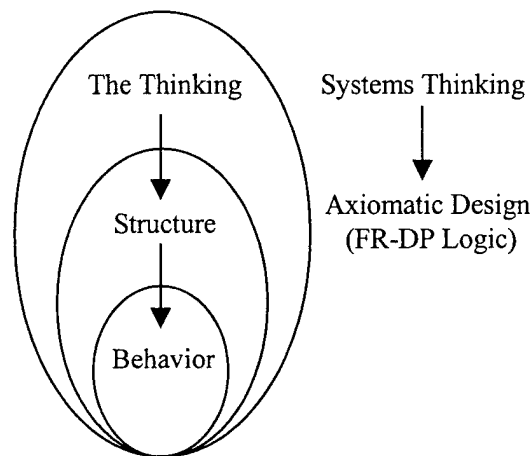 The Thinking
Systems Thinking
Structure
Axiomatic Design
(FR-DP Logic)
Behavior